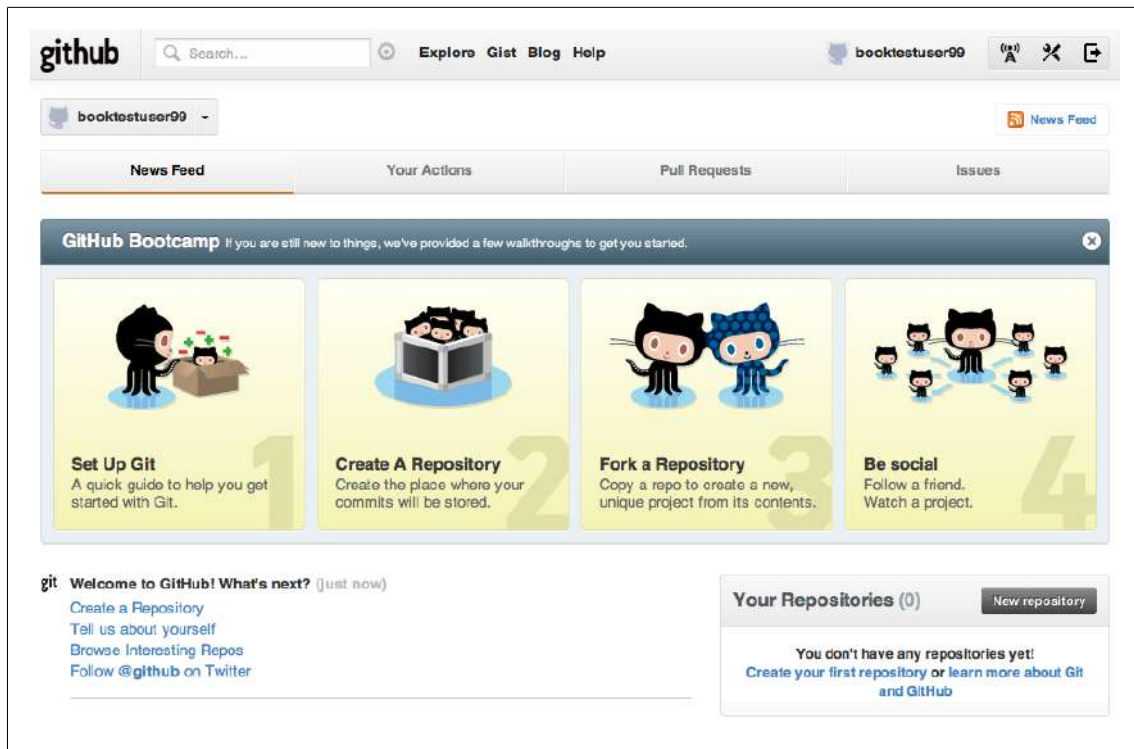 github
Search...
Explore Gist Blog Help
booktestuser99
booktestuser99
News Feed
News Feed
Your Actions
Pull Requests
Issues
GitHub Bootcamp If you are still new to things, we've provided a few walkthroughs to get you started.
1
Set Up Git
A quick guide to help you get
started with Git.
2
Create A Repository
Create the place where your
commits will be stored.
3
Fork a Repository
Copy a repo to create a new,
unique project from its contents.
4
Be social
Follow a friend.
Watch a project.
git Welcome to GitHub! What's next? (just now)
Create a Repository
Tell us about yourself
Browse Interesting Repos
Follow @github on Twitter
Your Repositories (0)
New repository
You don't have any repositories yet!
Create your first repository or learn more about Git
and GitHub